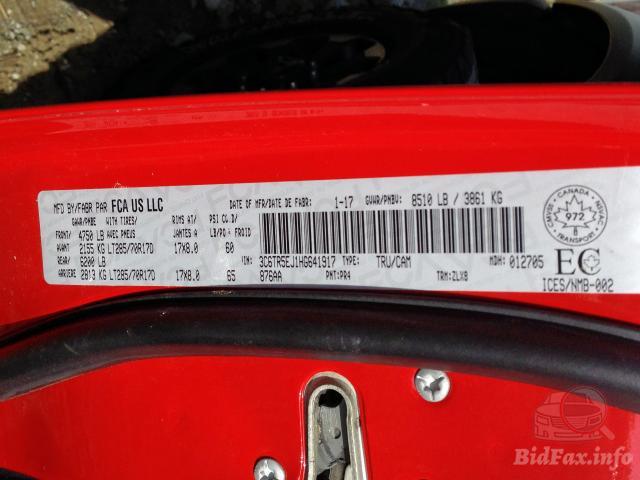 MFD BY/FABR PAR FCA US LLC DATE OF MFR/DATE DE FABR: 1-17 GVWR/PNBV: 8510 LB / 3861 KG
GAWR/PNBE WITH TIRES/ RIMS AT/ PSI COLD/
AVEC PNEUS JANTES A LB/PO A FROID
FRONT/ 4750 LB
AVANT 2155 KG LT285/70R17D 17X8.0 60
REAR 6200 LB
ARRIERE 2813 KG LT285/70R17D 17X8.0 65
VIN: 3C6TR5EJ1HG641917 TYPE: TRU/CAM MDH: 012705
876AA PNT: PR4 TRM: ZLX8
CANADA
972
EC
ICES/NMB-002
BidFax.info